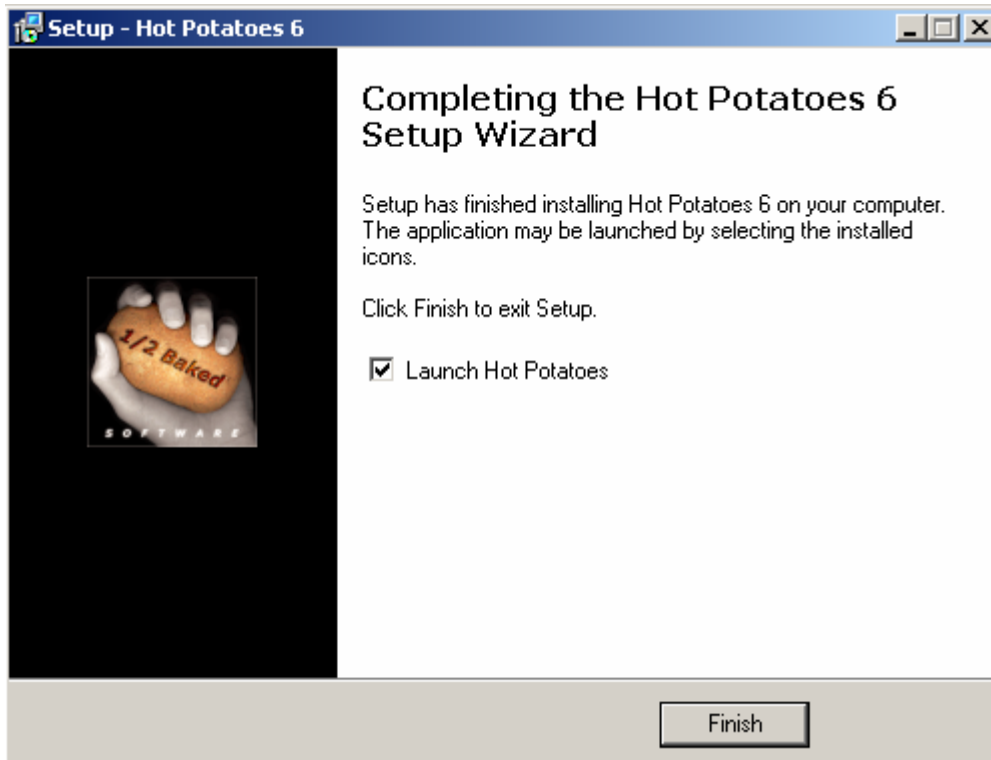 Setup - Hot Potatoes 6
Completing the Hot Potatoes 6
Setup Wizard
Setup has finished installing Hot Potatoes 6 on your computer.
The application may be launched by selecting the installed
icons.
Click Finish to exit Setup.
1/2 Baked
SOFTWARE
Launch Hot Potatoes
Finish